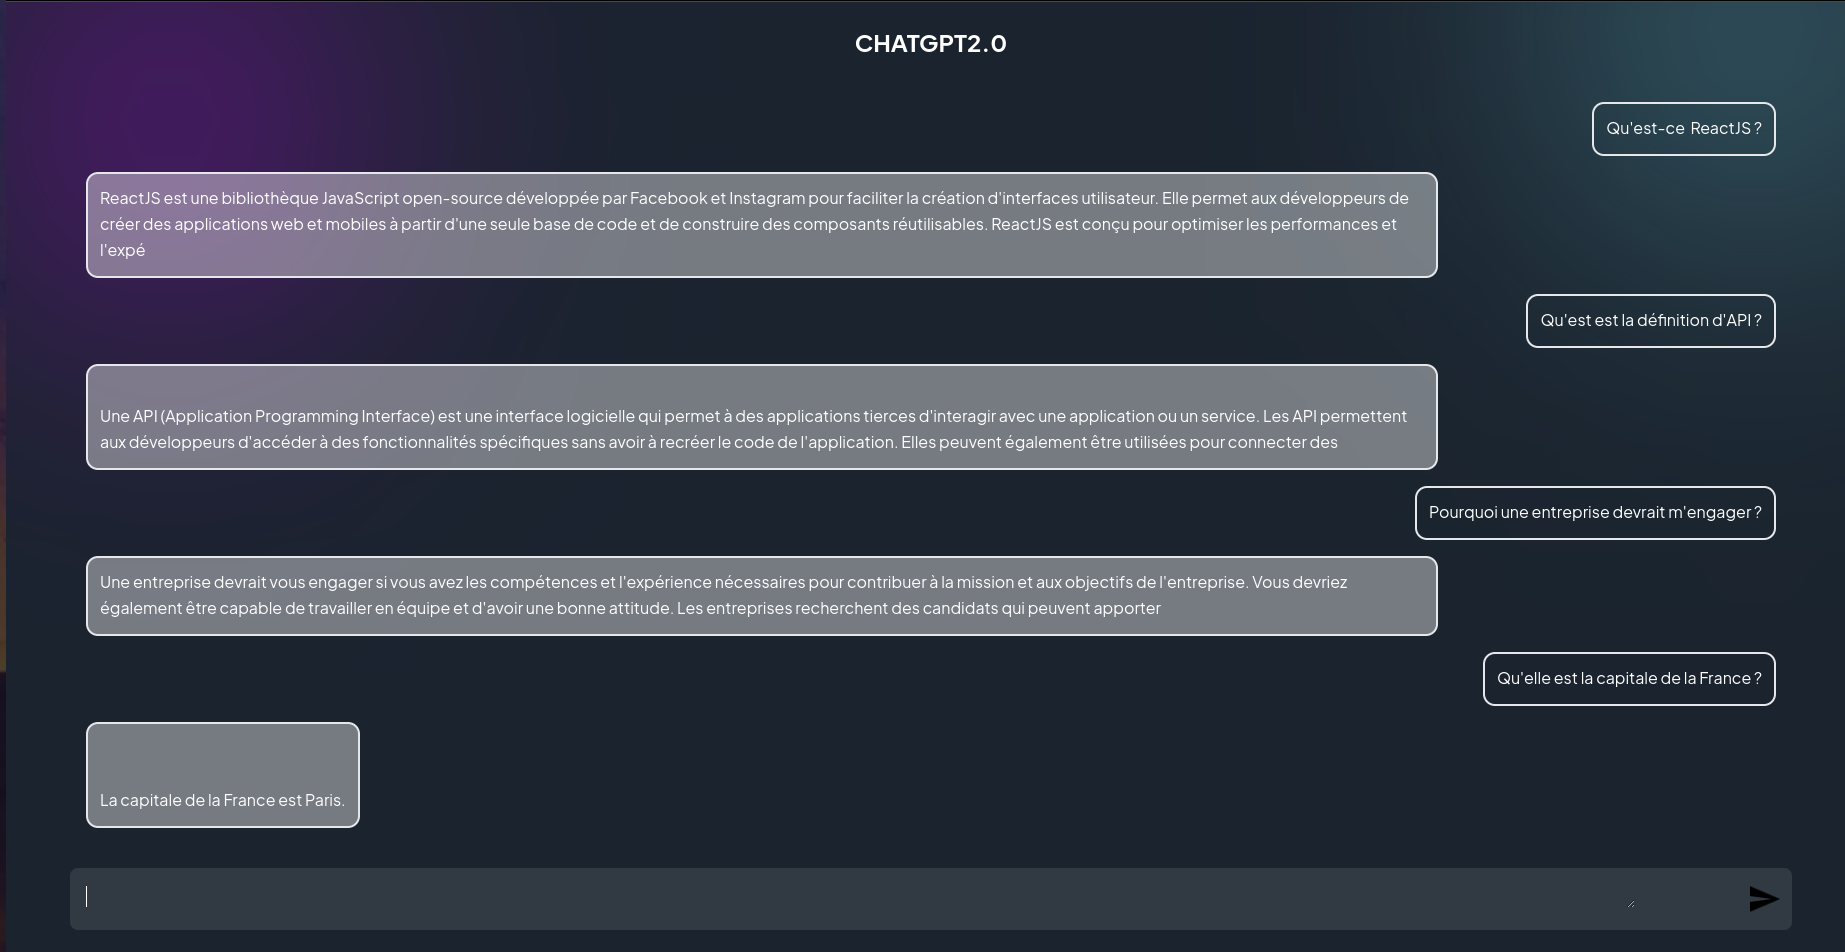 CHATGPT2.0
Qu'est-ce ReactJS ?
ReactJS est une bibliothèque JavaScript open-source développée par Facebook et Instagram pour faciliter la création d'interfaces utilisateur. Elle permet aux développeurs de
créer des applications web et mobiles à partir d'une seule base de code et de construire des composants réutilisables. ReactJS est conçu pour optimiser les performances et
l'expé
Qu'est est la définition d'API ?
Une API (Application Programming Interface) est une interface logicielle qui permet à des applications tierces d'interagir avec une application ou un service. Les API permettent
aux développeurs d'accéder à des fonctionnalités spécifiques sans avoir à recréer le code de l'application. Elles peuvent également être utilisées pour connecter des
Pourquoi une entreprise devrait m'engager ?
Une entreprise devrait vous engager si vous avez les compétences et l'expérience nécessaires pour contribuer à la mission et aux objectifs de l'entreprise. Vous devriez
également être capable de travailler en équipe et d'avoir une bonne attitude. Les entreprises recherchent des candidats qui peuvent apporter
Qu'elle est la capitale de la France ?
La capitale de la France est Paris.